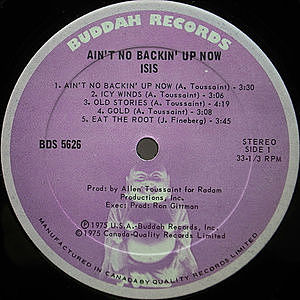 BUDDAH RECORDS
AIN'T NO BACKIN' UP NOW
ISIS
1. AIN'T NO BACKIN' UP NOW (A. Toussaint) - 3:30
2. ICY WINDS (A. Toussaint) - 3:06
3. OLD STORIES (A. Toussaint) - 4:19
4. GOLD (A. Toussaint) - 3:08
5. EAT THE ROOT (J. Fineberg) - 3:45
BDS 5626
STEREO
SIDE 1
33-1/3 RPM
Prod: by Allen Toussaint for Redam
Productions, Inc.
Exec: Prod: Ron Gittman
Ⓟ1975 U.S.A.-Buddah Records, Inc.
©1975 Canada-Quality Records Limited
MANUFACTURED IN CANADA BY QUALITY RECORDS LIMITED